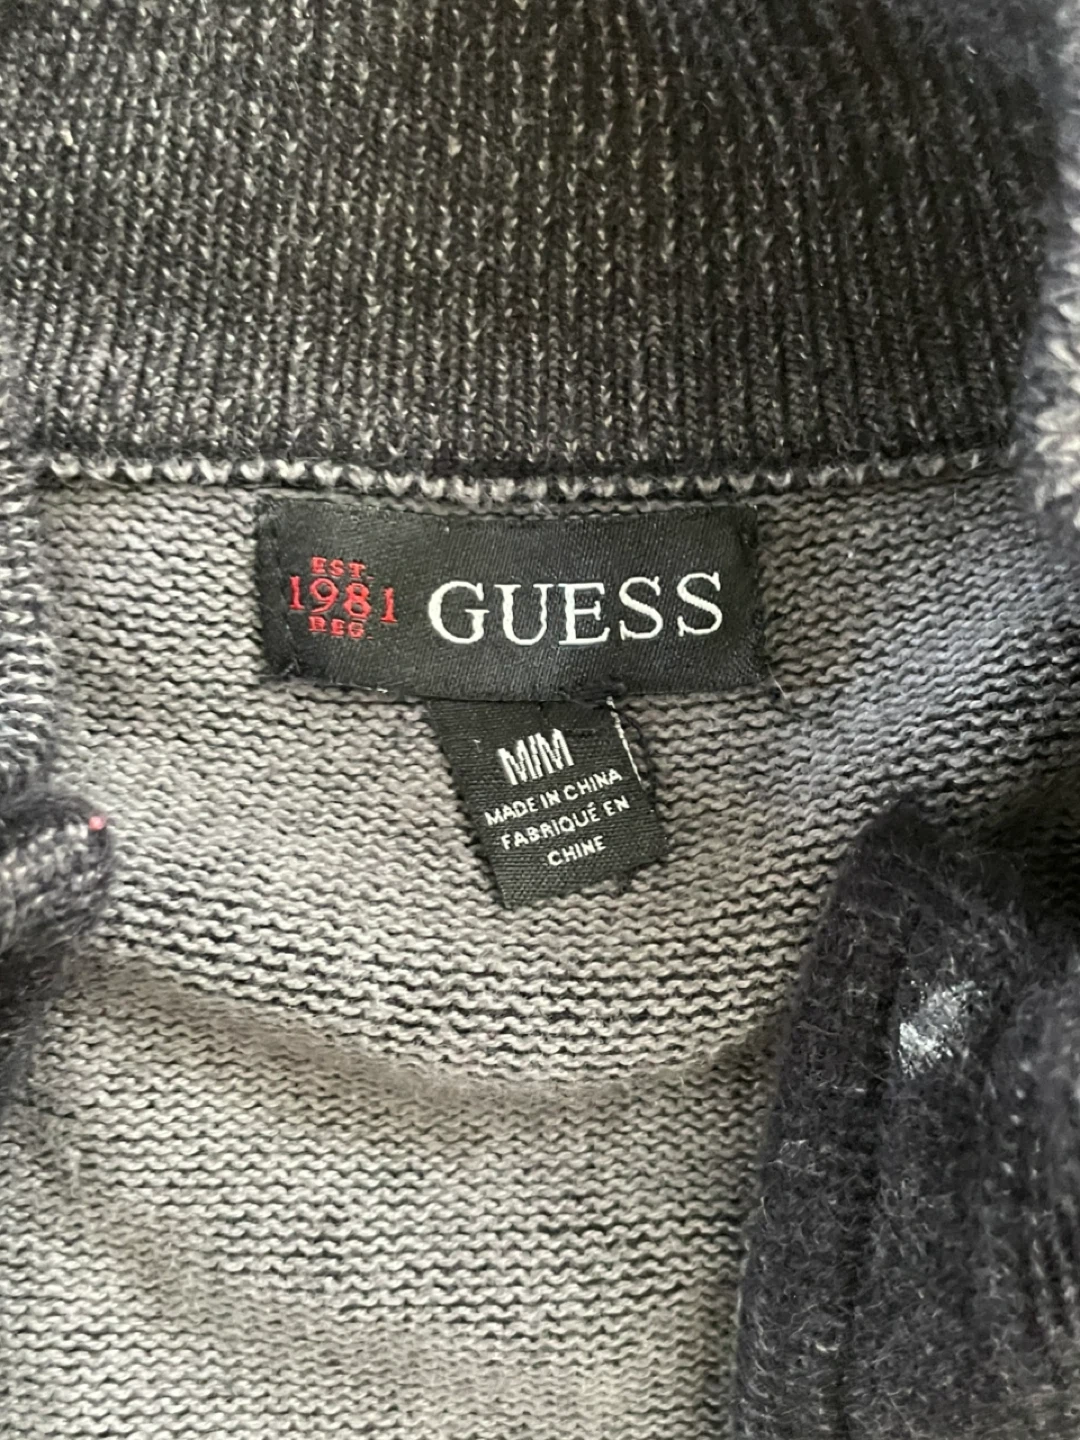 EST.
1981
REG.
GUESS
M/M
MADE IN CHINA
FABRIQUÉ EN
CHINE